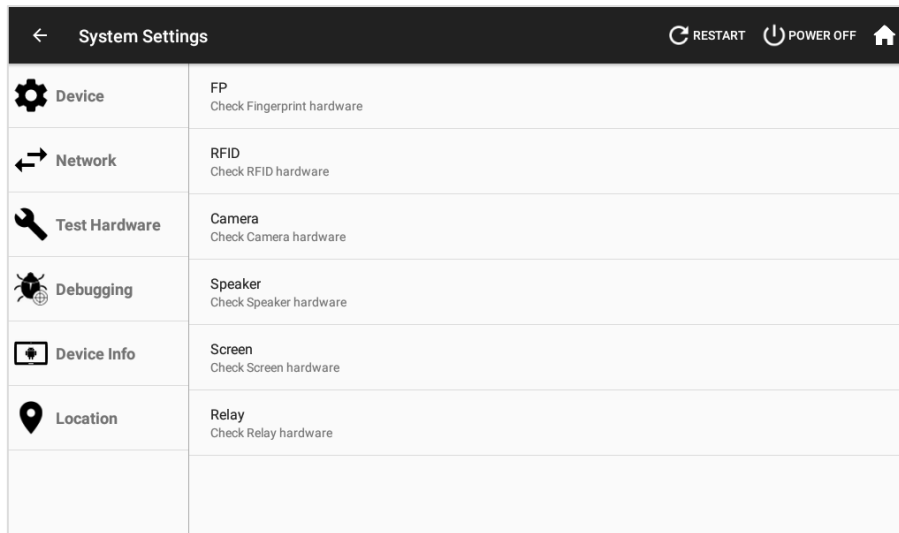 System Settings
RESTART
POWER OFF
Device
Network
Test Hardware
Debugging
Device Info
Location
FP
Check Fingerprint hardware
RFID
Check RFID hardware
Camera
Check Camera hardware
Speaker
Check Speaker hardware
Screen
Check Screen hardware
Relay
Check Relay hardware